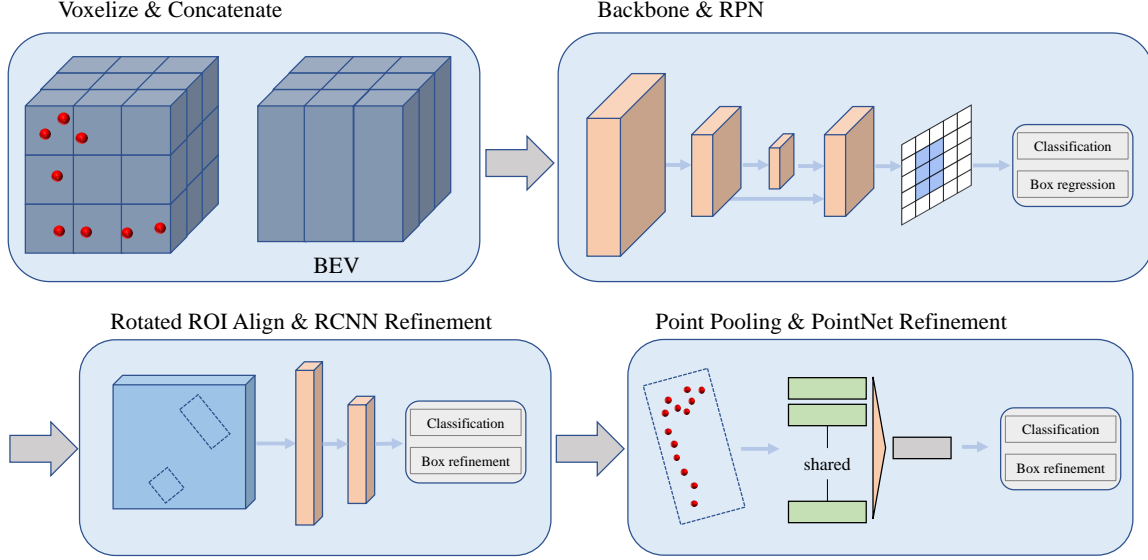 Voxelize & Concatenate
Backbone & RPN
BEV
Classification
Box regression
Rotated ROI Align & RCNN Refinement
Point Pooling & PointNet Refinement
Classification
Box refinement
shared
Classification
Box refinement